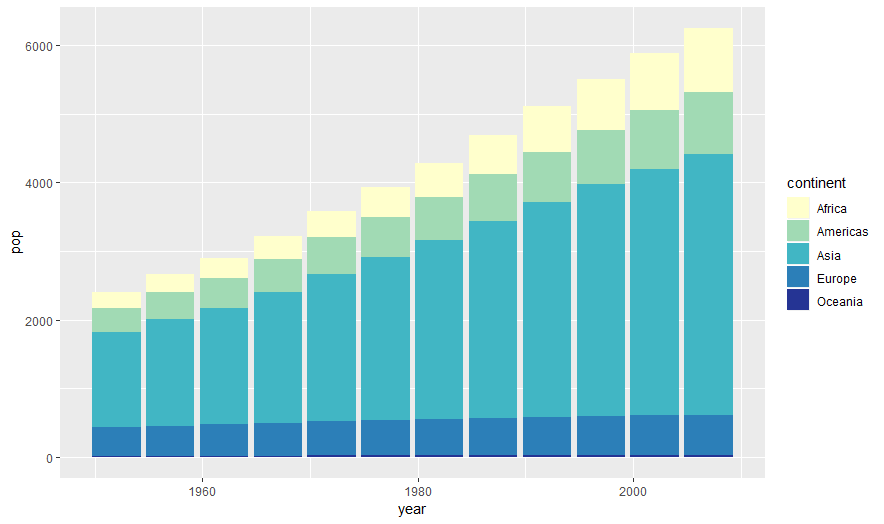 6000
4000
2000
0
pop
1960 1980 2000
year
continent
Africa
Americas
Asia
Europe
Oceania